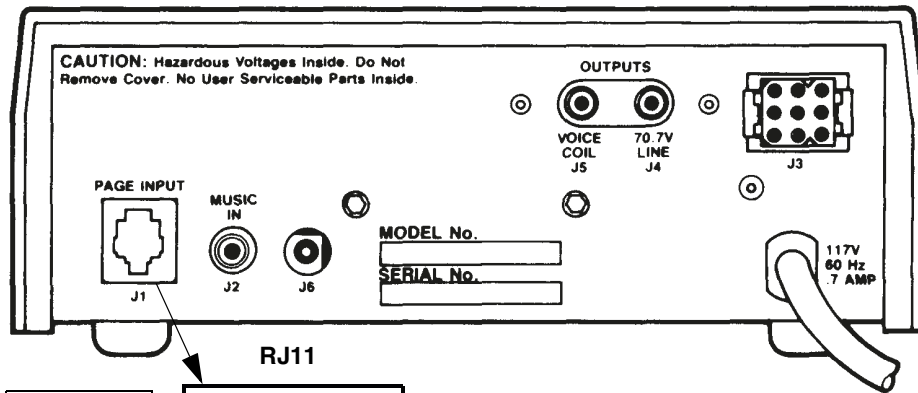 CAUTION: Hazardous Voltages Inside. Do Not
Remove Cover. No User Serviceable Parts Inside.
OUTPUTS
VOICE
COIL
J5
70.7V
LINE
J4
J3
PAGE INPUT
J1
MUSIC
IN
J2
J6
MODEL No.
SERIAL No.
117V
60 Hz
.7 AMP
RJ11